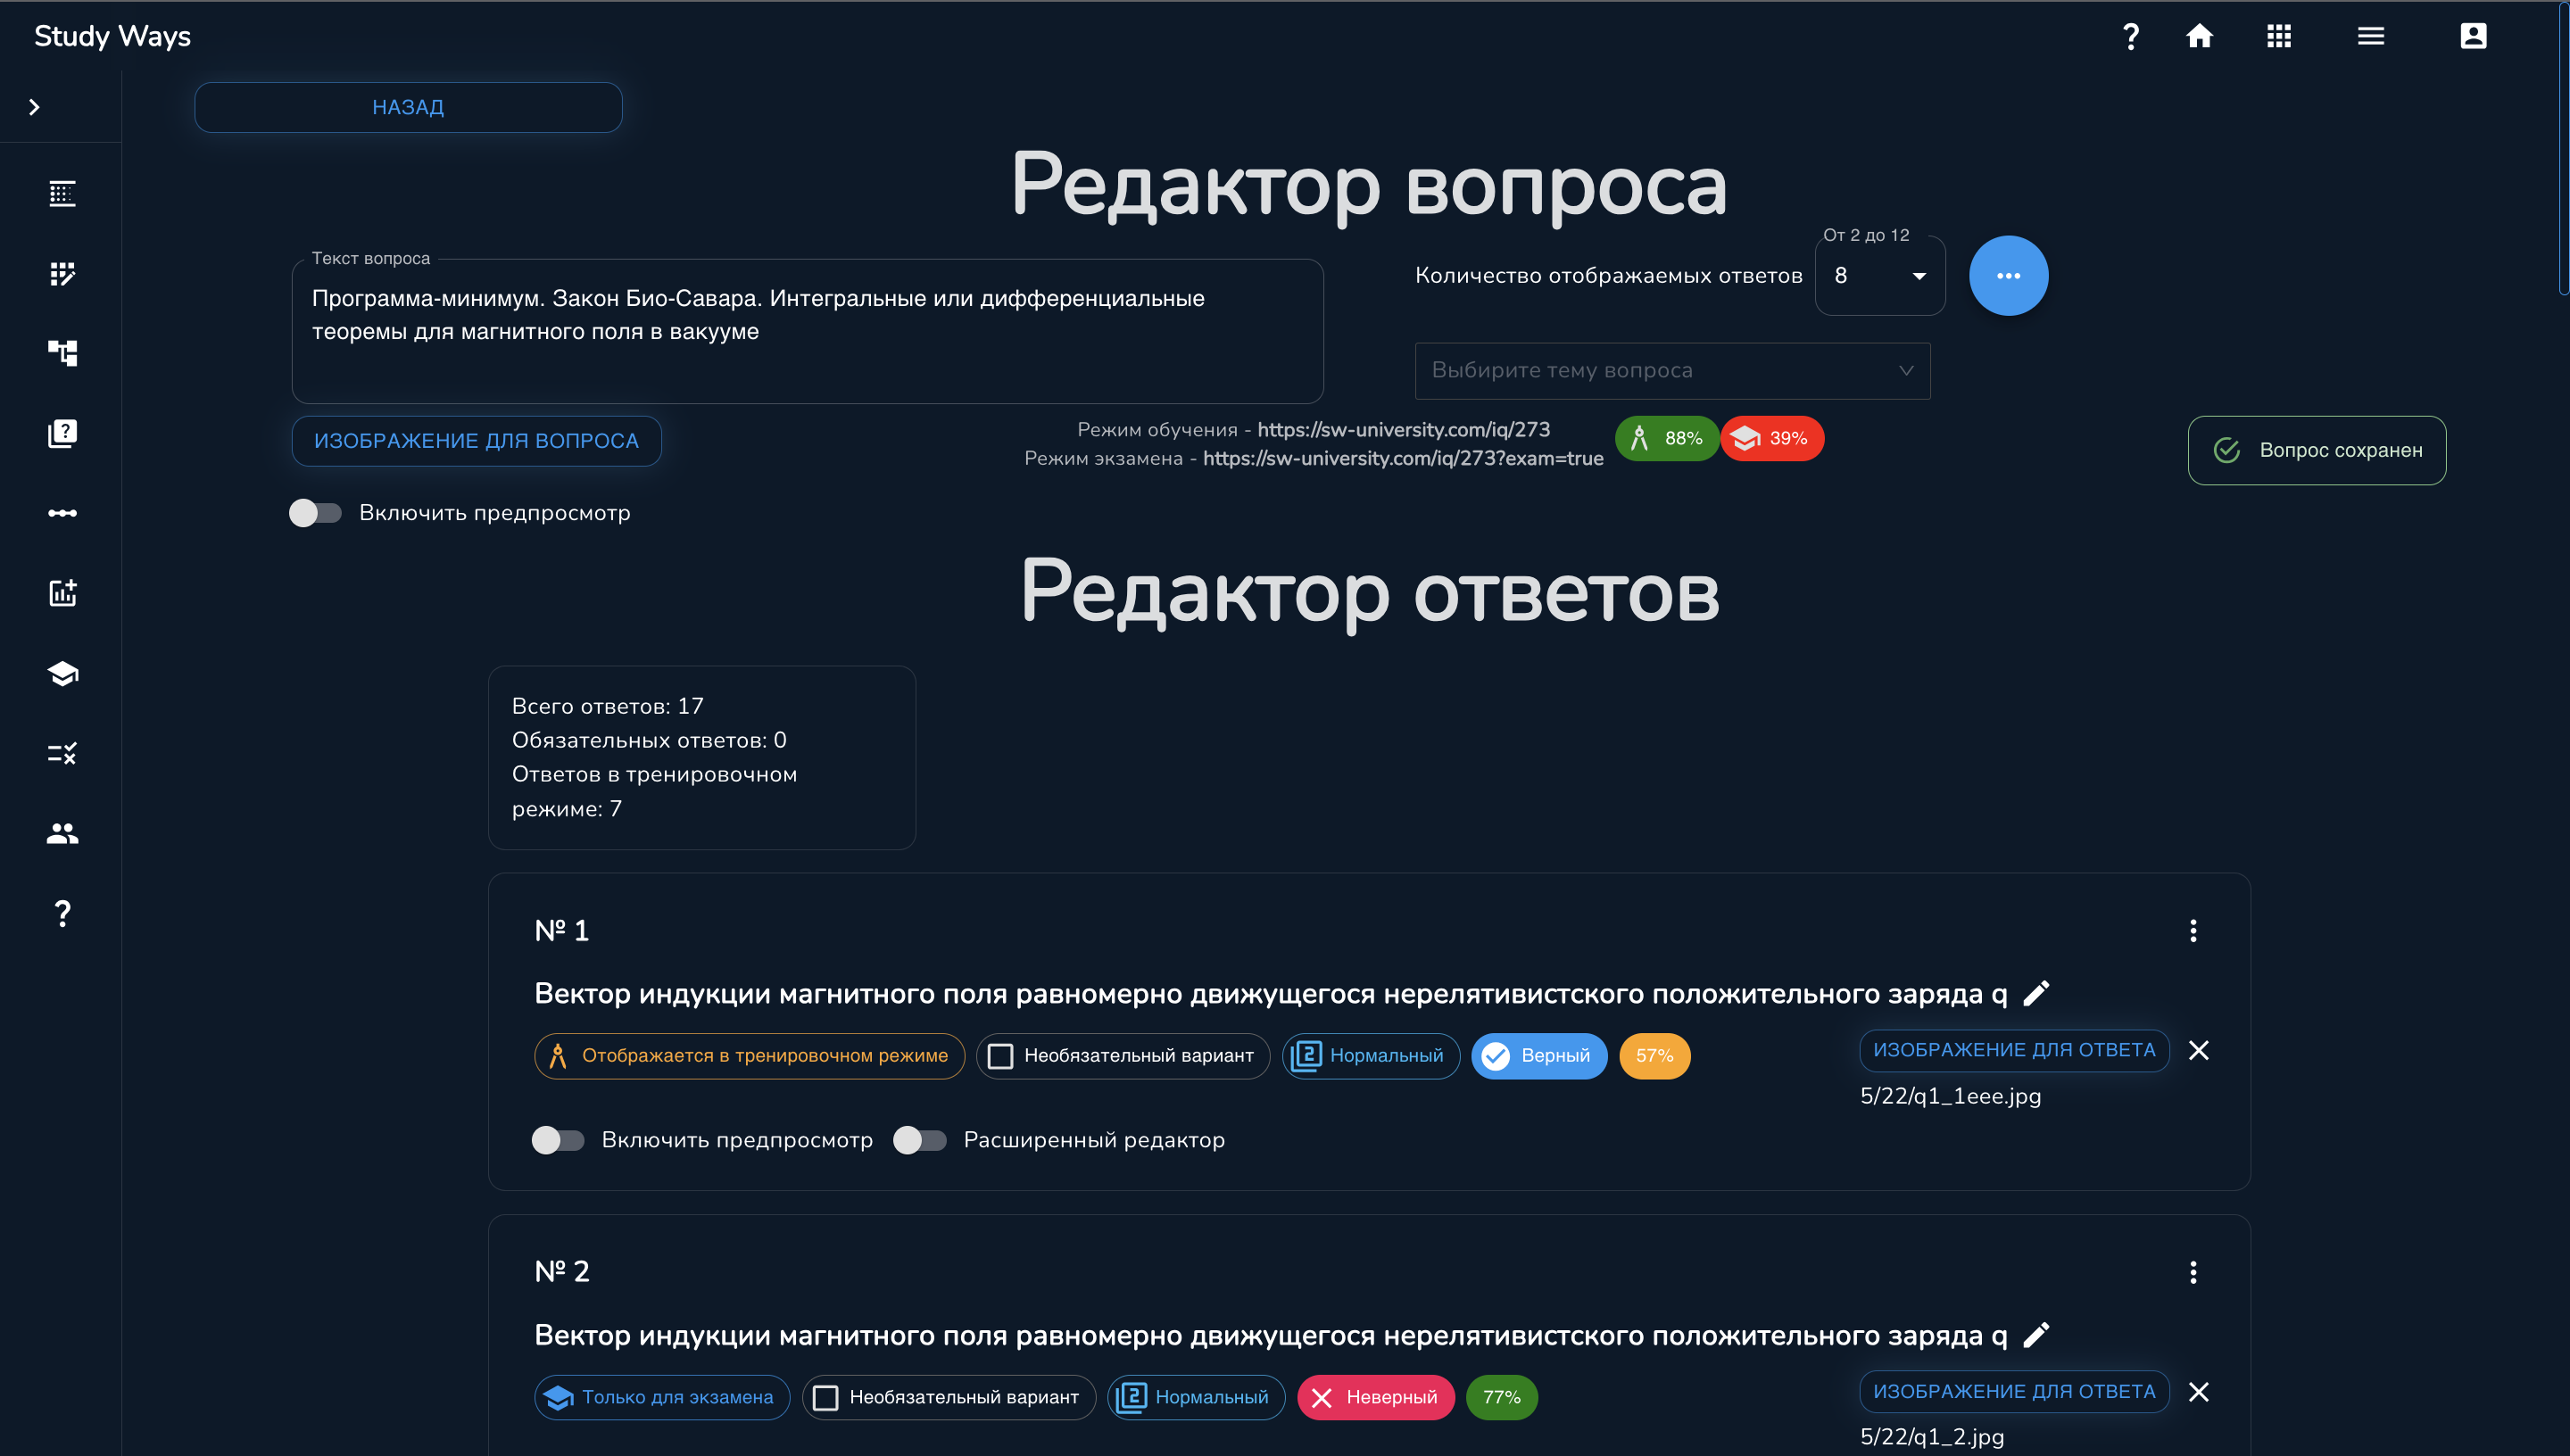 Study Ways
НАЗАД
Редактор вопроса
Текст вопроса
Программа-минимум. Закон Био-Савара. Интегральные или дифференциальные
теоремы для магнитного поля в вакууме
Количество отображаемых ответов
От 2 до 12
8
Выбирите тему вопроса
ИЗОБРАЖЕНИЕ ДЛЯ ВОПРОСА
Режим обучения - https://sw-university.com/iq/273
Режим экзамена - https://sw-university.com/iq/273?exam=true
88%
39%
Вопрос сохранен
Включить предпросмотр
Редактор ответов
Всего ответов: 17
Обязательных ответов: 0
Ответов в тренировочном
режиме: 7
№ 1
Вектор индукции магнитного поля равномерно движущегося нерелятивистского положительного заряда q
Отображается в тренировочном режиме
Необязательный вариант
Нормальный
Верный
57%
ИЗОБРАЖЕНИЕ ДЛЯ ОТВЕТА
5/22/q1_1eee.jpg
Включить предпросмотр
Расширенный редактор
№ 2
Вектор индукции магнитного поля равномерно движущегося нерелятивистского положительного заряда q
Только для экзамена
Необязательный вариант
Нормальный
Неверный
77%
ИЗОБРАЖЕНИЕ ДЛЯ ОТВЕТА
5/22/q1_2.jpg